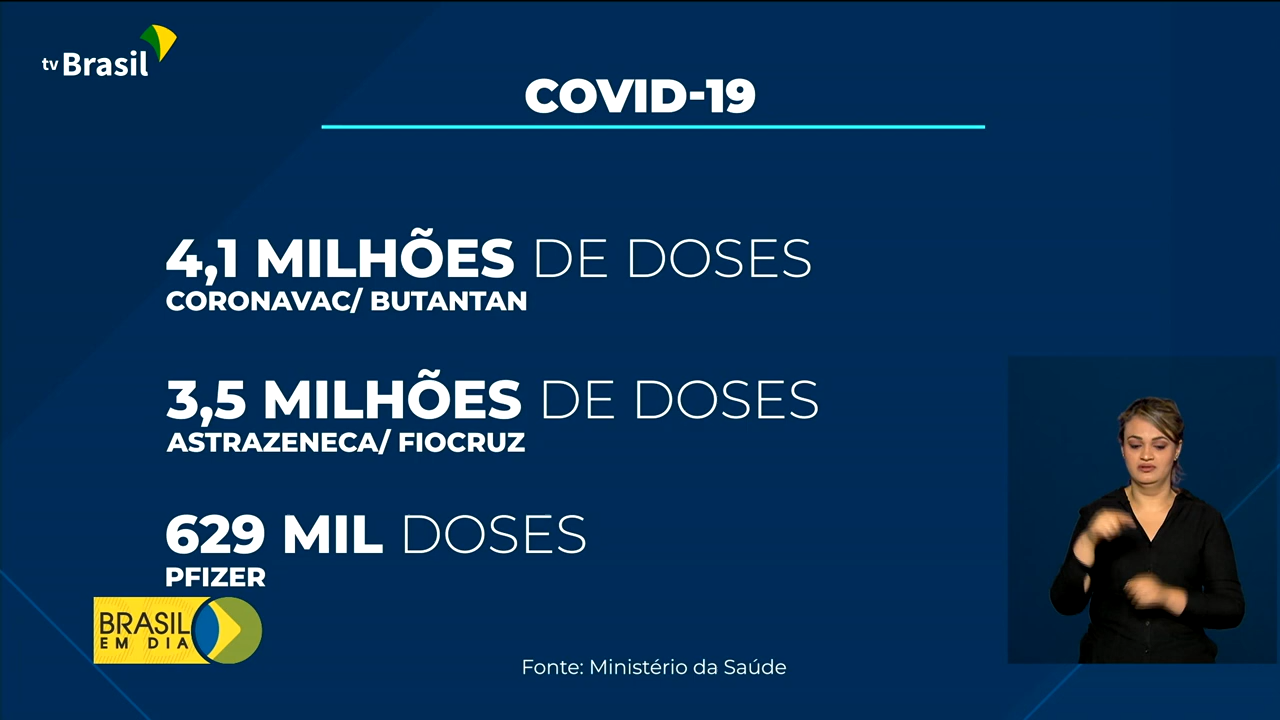 tv Brasil
COVID-19
4,1 MILHÕES DE DOSES
CORONAVAC/ BUTANTAN
3,5 MILHÕES DE DOSES
ASTRAZENECA/ FIOCRUZ
629 MIL DOSES
PFIZER
BRASIL
EM DIA
Fonte: Ministério da Saúde